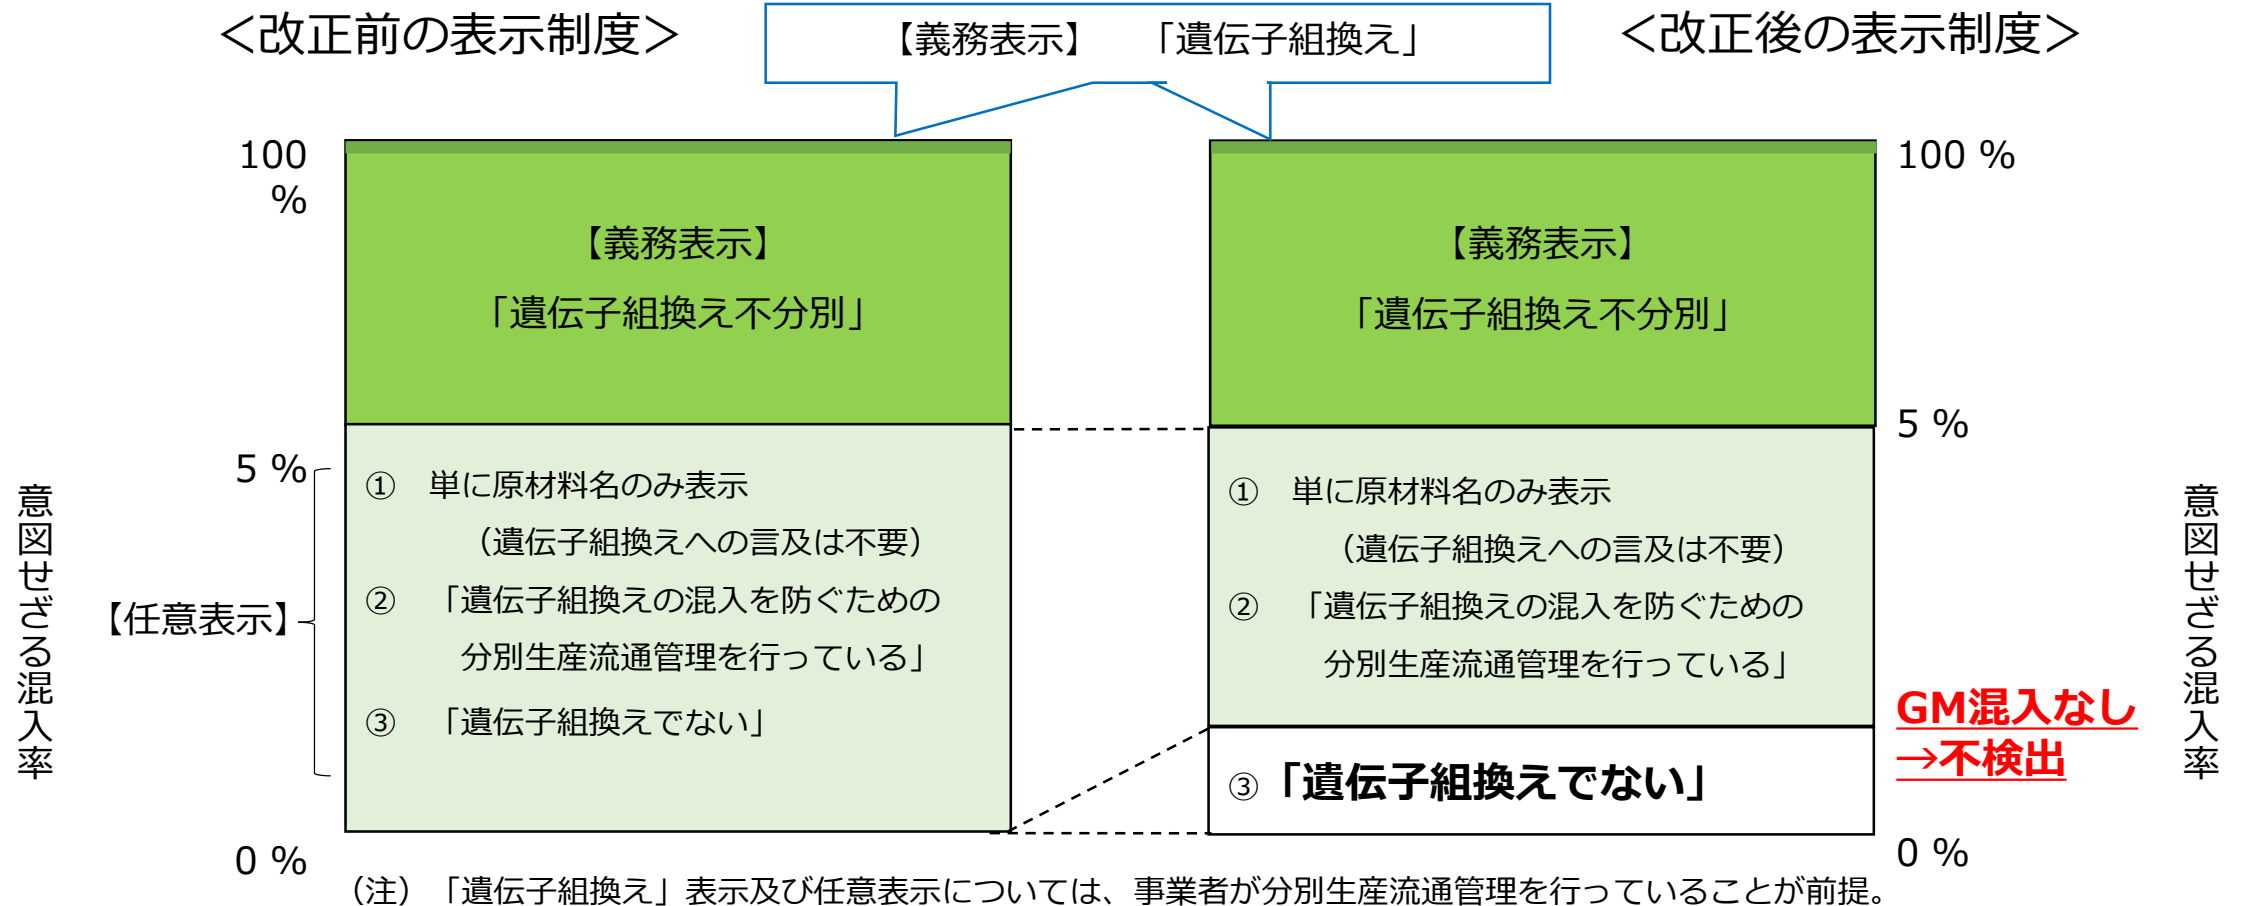 ＜改正前の表示制度＞
【義務表示】　「遺伝子組換え」
＜改正後の表示制度＞
100
%
【義務表示】
「遺伝子組換え不分別」
5 %
①　単に原材料名のみ表示
（遺伝子組換えへの言及は不要）
②　「遺伝子組換えの混入を防ぐための
分別生産流通管理を行っている」
③　「遺伝子組換えでない」
【任意表示】
意図せざる混入率
0 %
100 %
【義務表示】
「遺伝子組換え不分別」
5 %
①　単に原材料名のみ表示
（遺伝子組換えへの言及は不要）
②　「遺伝子組換えの混入を防ぐための
分別生産流通管理を行っている」
③「遺伝子組換えでない」
GM混入なし
→不検出
意図せざる混入率
0 %
（注）「遺伝子組換え」表示及び任意表示については、事業者が分別生産流通管理を行っていることが前提。